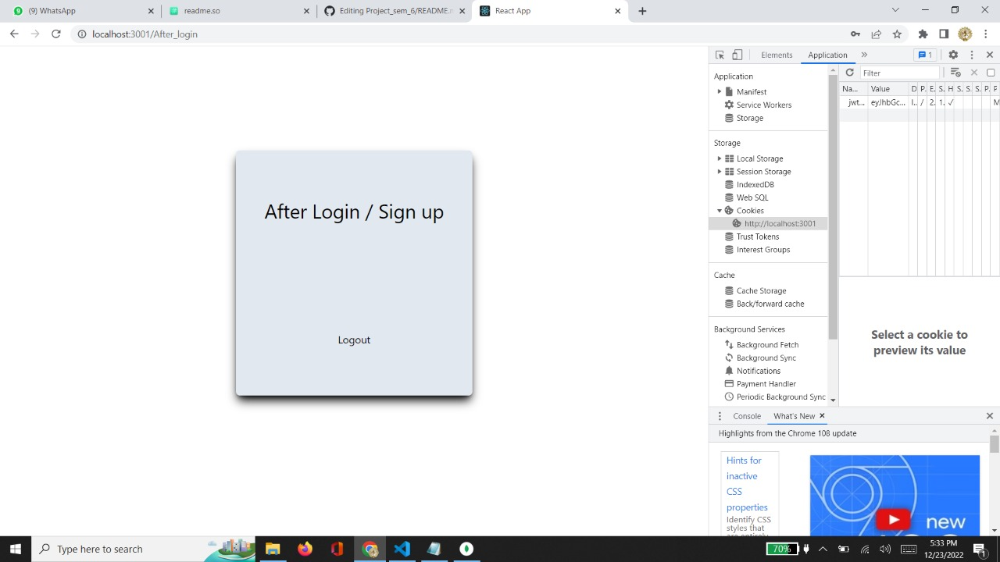 (9) WhatsApp
readme.so
Editing Project_sem_6/README.m
React App
localhost:3001/After_login
Elements
Application
1
Application
Manifest
Service Workers
Storage
Storage
Local Storage
Session Storage
IndexedDB
Web SQL
Cookies
http://localhost:3001
Trust Tokens
Interest Groups
Cache
Cache Storage
Back/forward cache
Background Services
Background Fetch
Background Sync
Notifications
Payment Handler
Periodic Background Sync
Filter
Na... Value D P. E. S. H S. S. S. P. P
jwt... eyJhbGc... l.. / 2. 1. ✓ M
Select a cookie to
preview its value
After Login / Sign up
Logout
Console
What's New
Highlights from the Chrome 108 update
Hints for
inactive
CSS
properties
Identify CSS
styles that
are entirely
new
Type here to search
70%
5:33 PM
12/23/2022
1